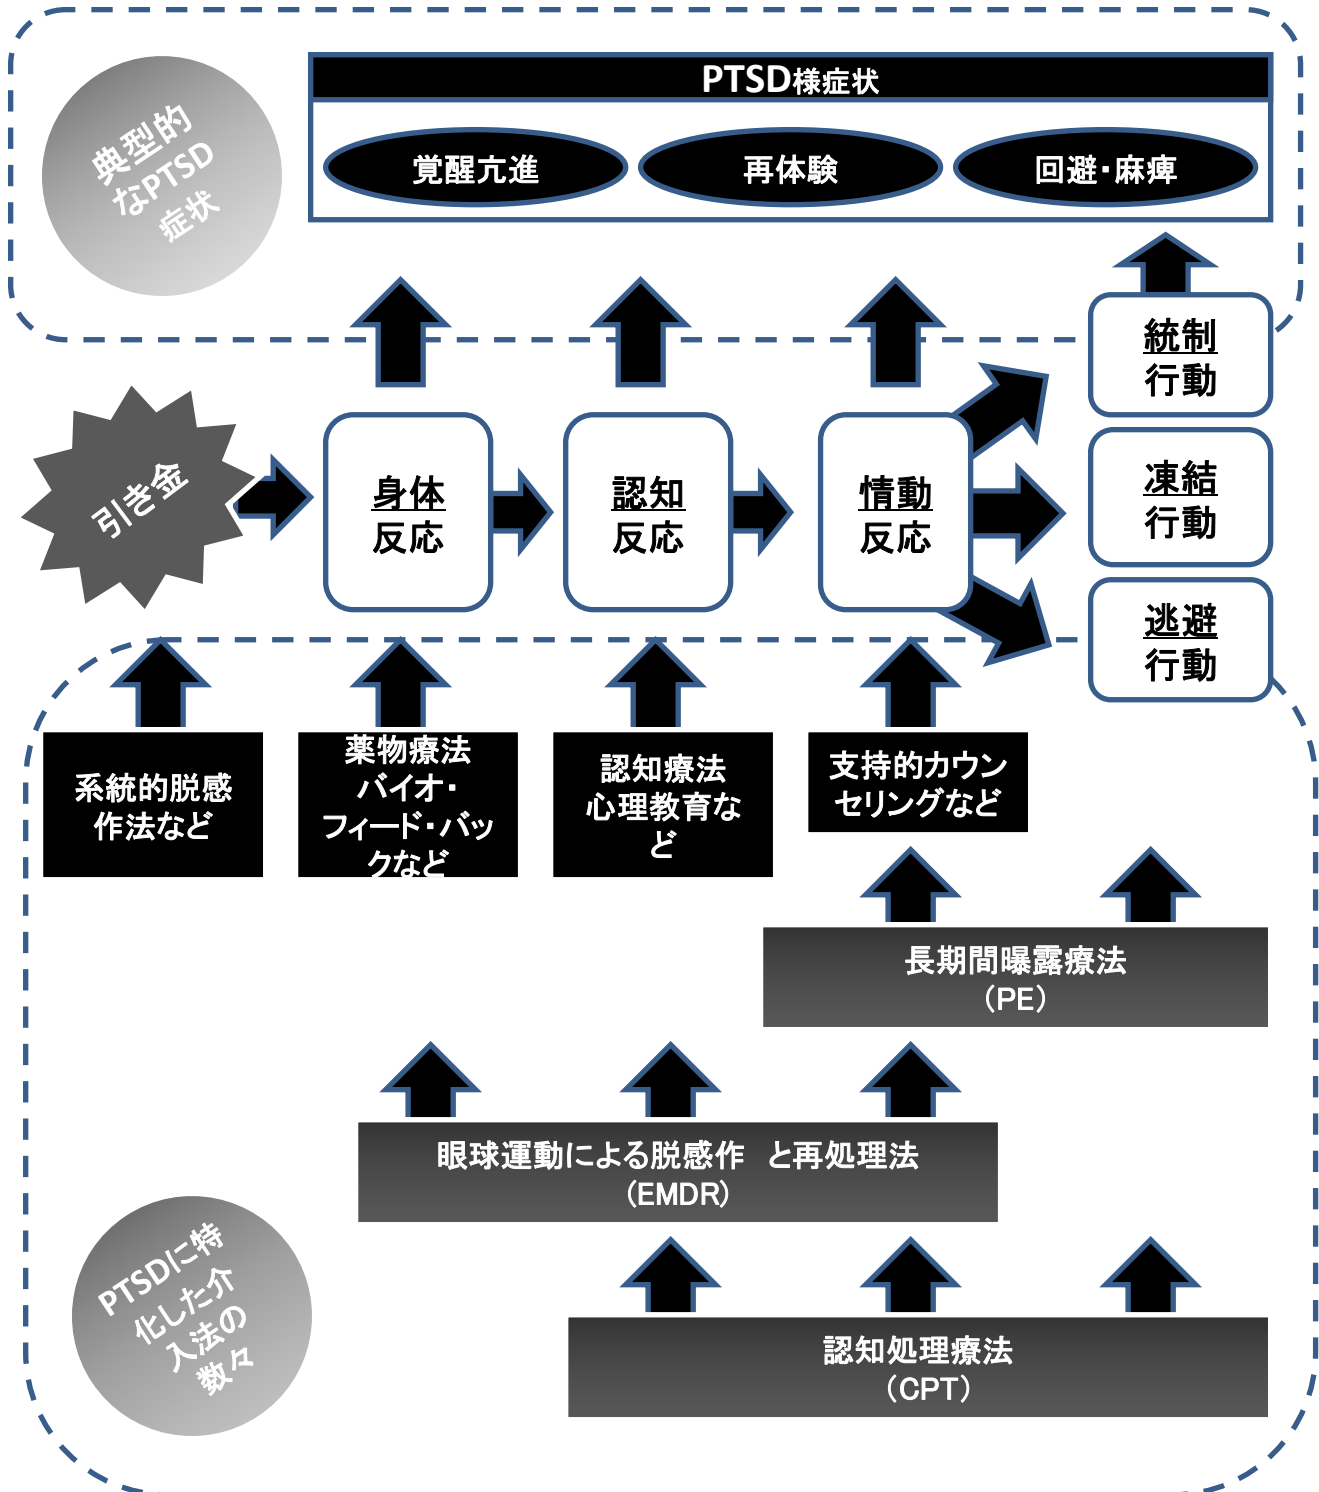 典型的
なPTSD
症状
PTSD様症状
覚醒亢進
再体験
回避・麻痺
引き金
身体
反応
認知
反応
情動
反応
統制
行動
凍結
行動
逃避
行動
系統的脱感
作法など
薬物療法
バイオ・
フィード・バッ
クなど
認知療法
心理教育な
ど
支持的カウン
セリングなど
長期間曝露療法
（PE）
眼球運動による脱感作　と再処理法
（EMDR）
認知処理療法
（CPT）
PTSDに特
化した介
入法の
数々